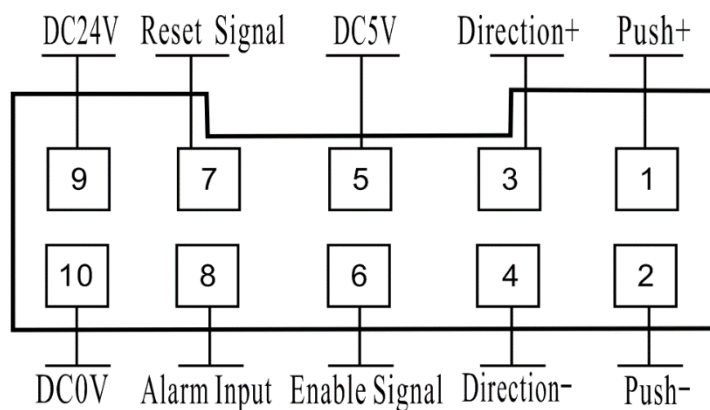 DC24V Reset Signal DC5V Direction+ Push+
9 7 5 3 1
10 8 6 4 2
DC0V Alarm Input Enable Signal Direction- Push-